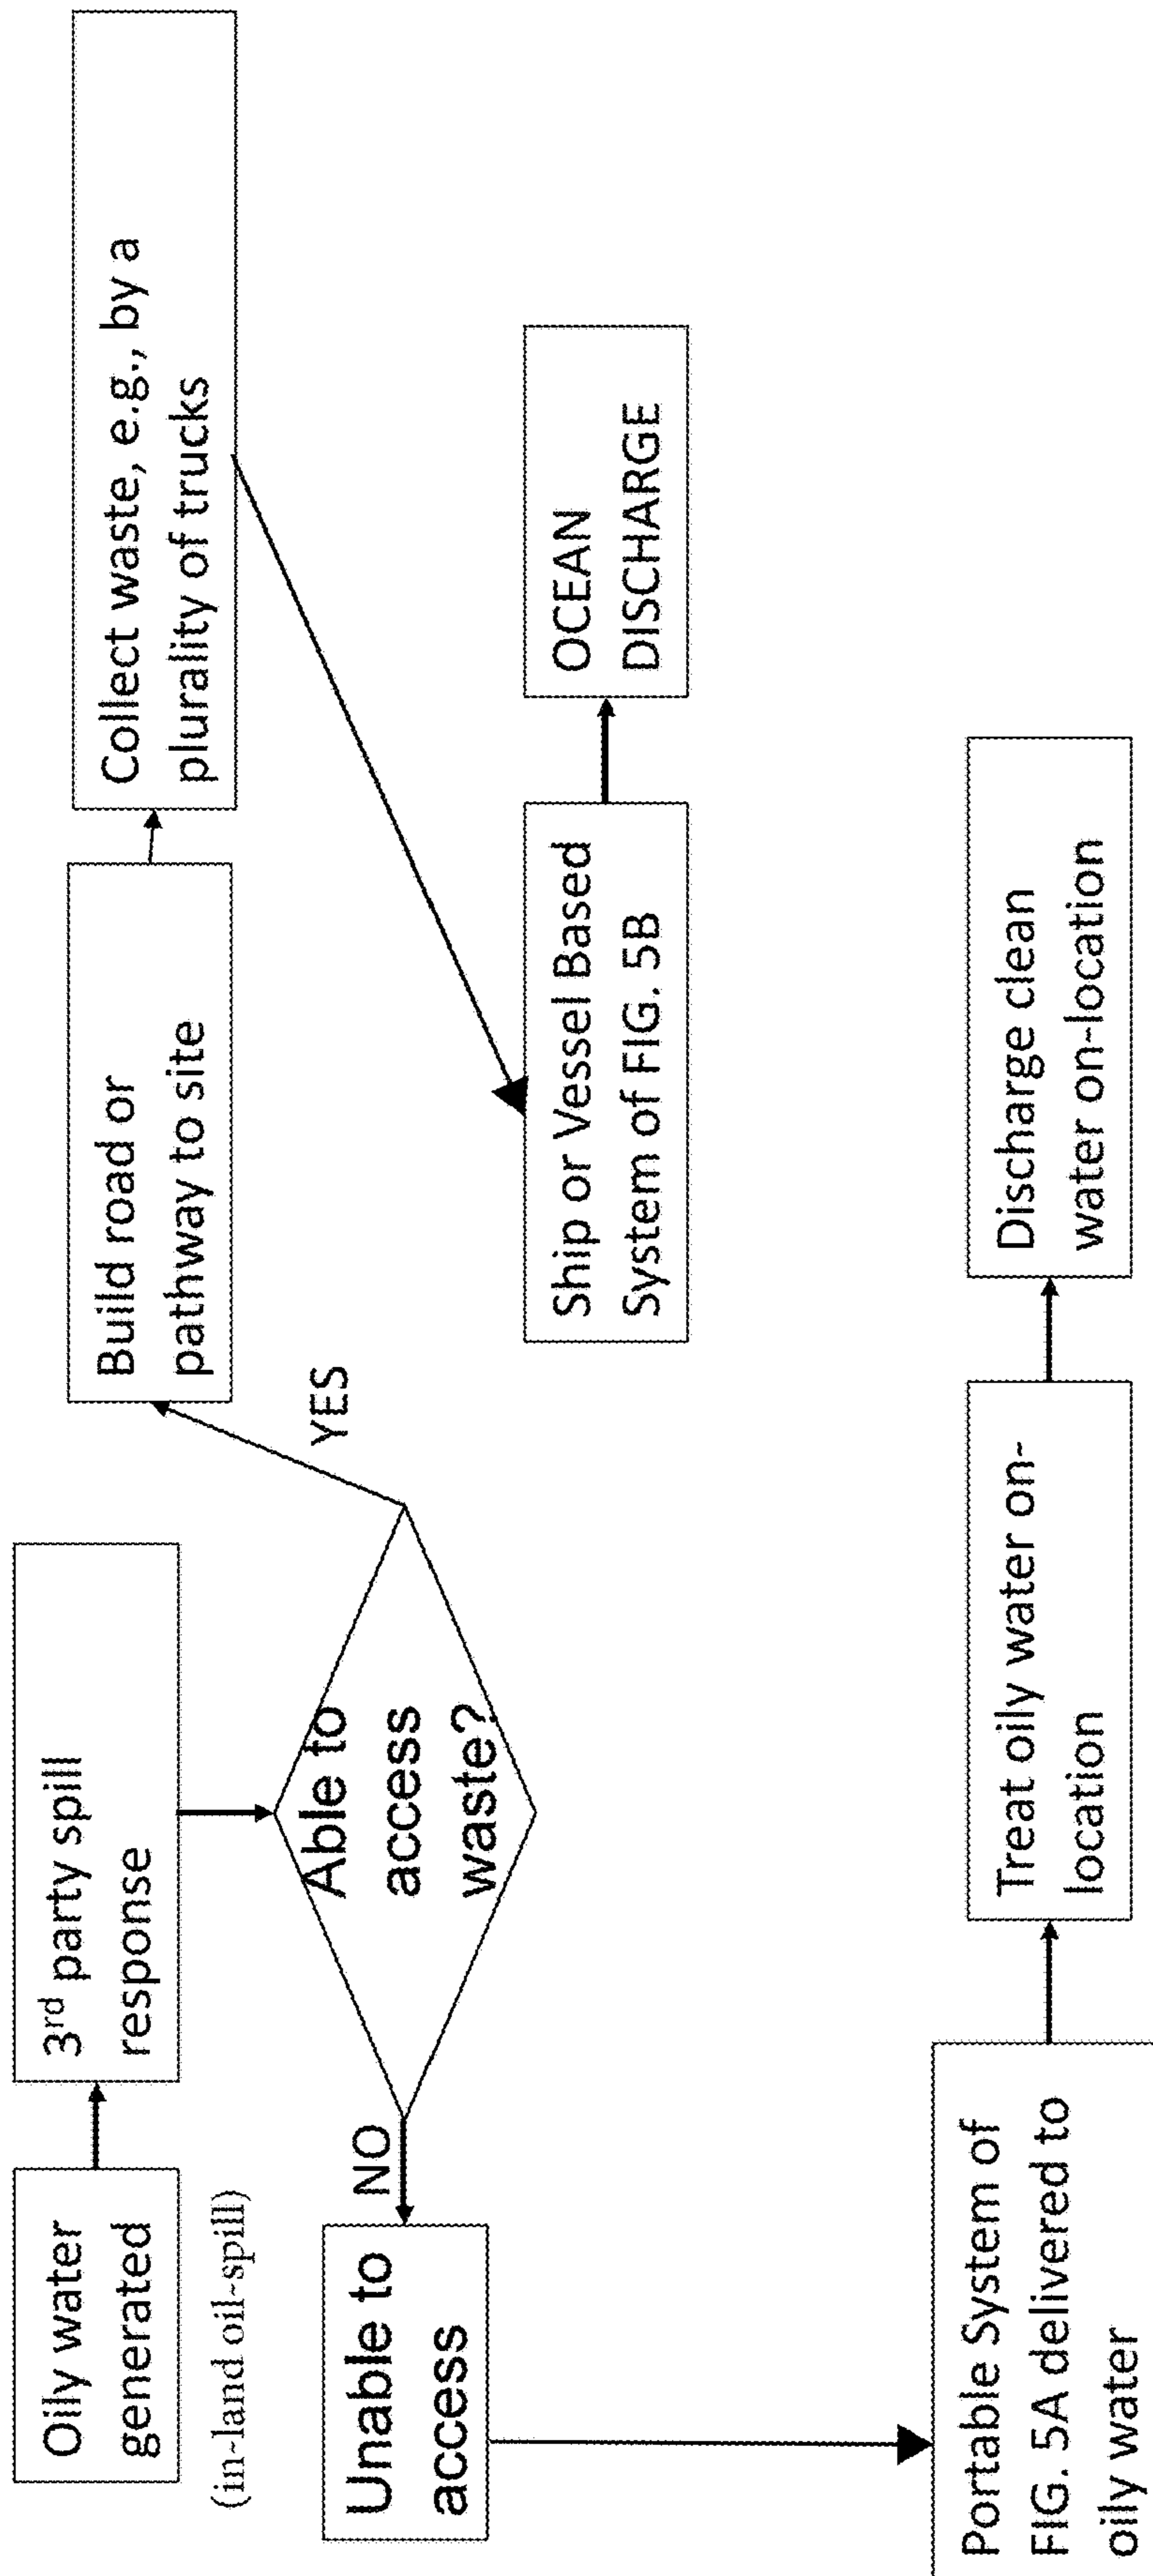 Oily water
generated
(in-land oil-spill)
3rd party spill
response
Able to
access
waste?
YES
NO
Build road or
pathway to site
Collect waste, e.g., by a
plurality of trucks
Ship or Vessel Based
System of FIG. 5B
OCEAN
DISCHARGE
Unable to
access
Portable System of
FIG. 5A delivered to
oily water
Treat oily water on-
location
Discharge clean
water on-location